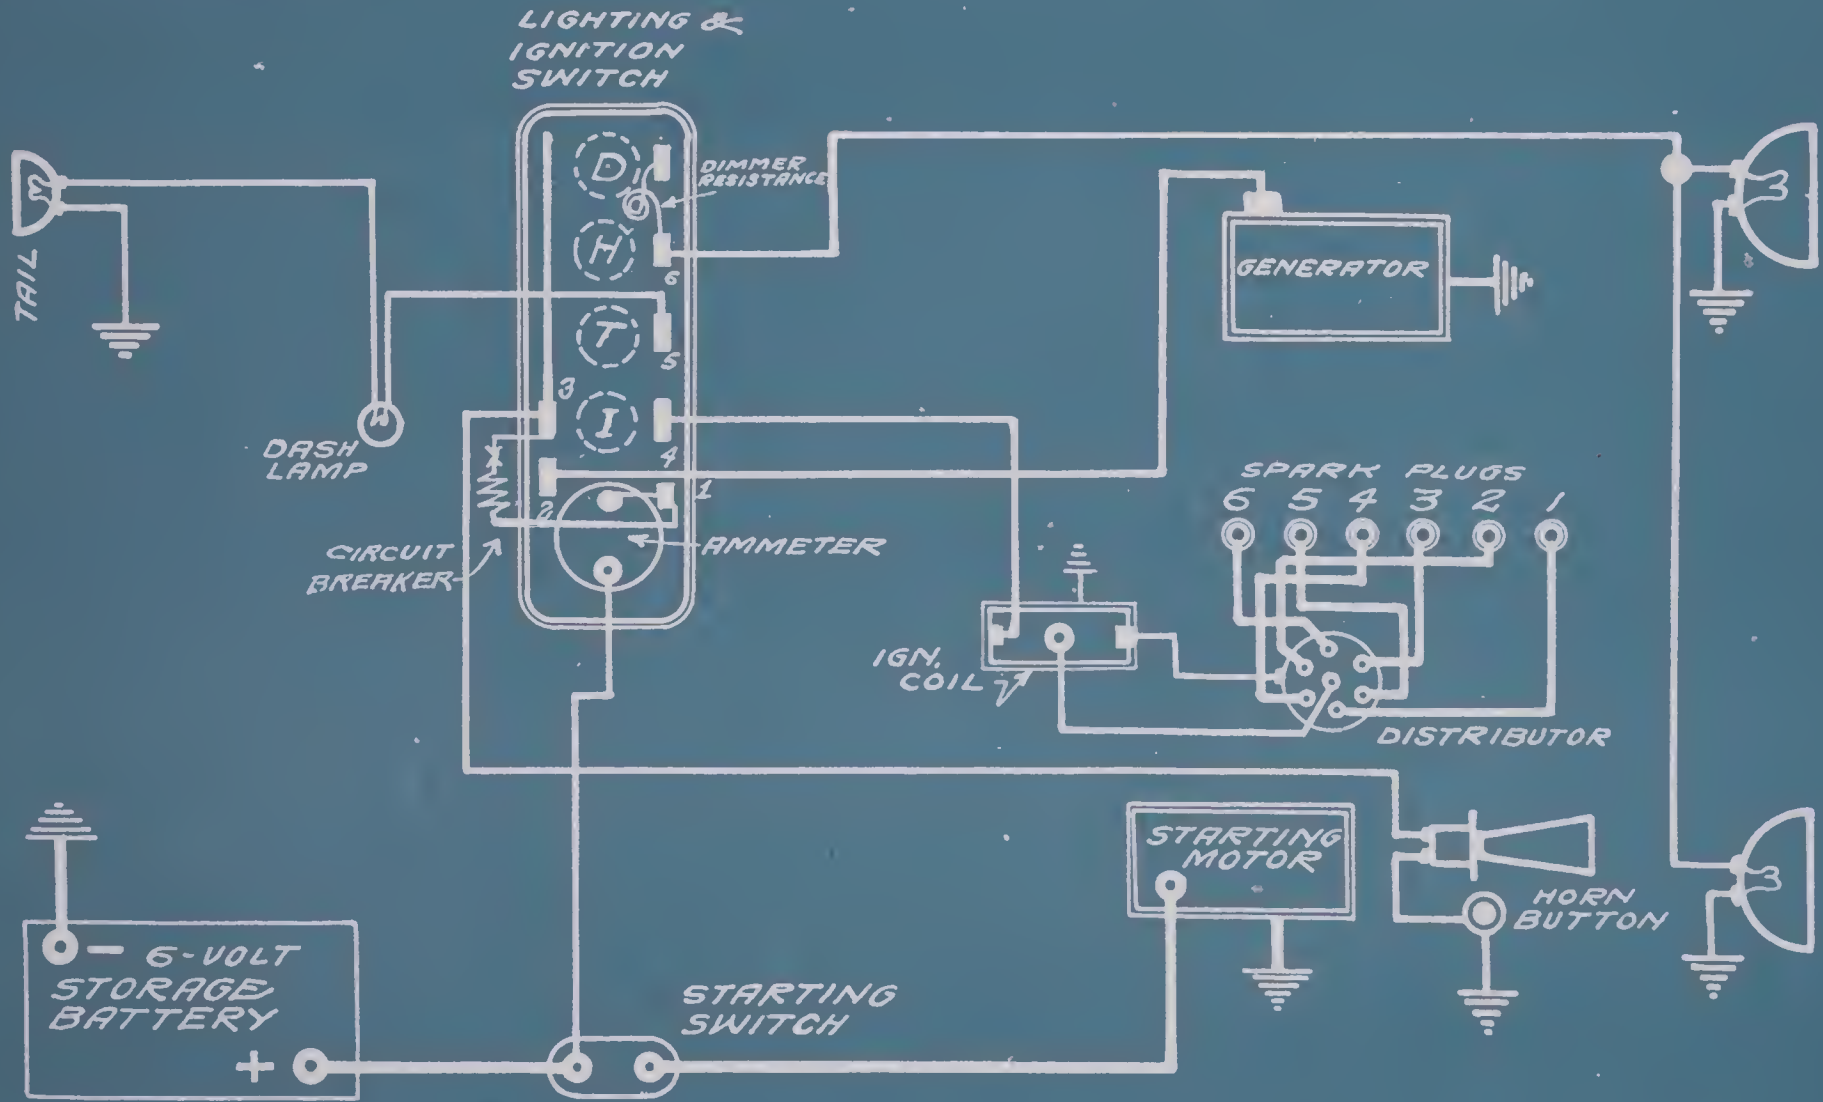 LIGHTING &
IGNITION
SWITCH
D
DIMMER
RESISTANCE
H
6
T
5
3
I
4
1
2
TAIL
DASH
LAMP
CIRCUIT
BREAKER
AMMETER
GENERATOR
SPARK PLUGS
6 5 4 3 2 1
IGN.
COIL
DISTRIBUTOR
STARTING
MOTOR
HORN
BUTTON
- 6-VOLT
STORAGE
BATTERY
+
STARTING
SWITCH